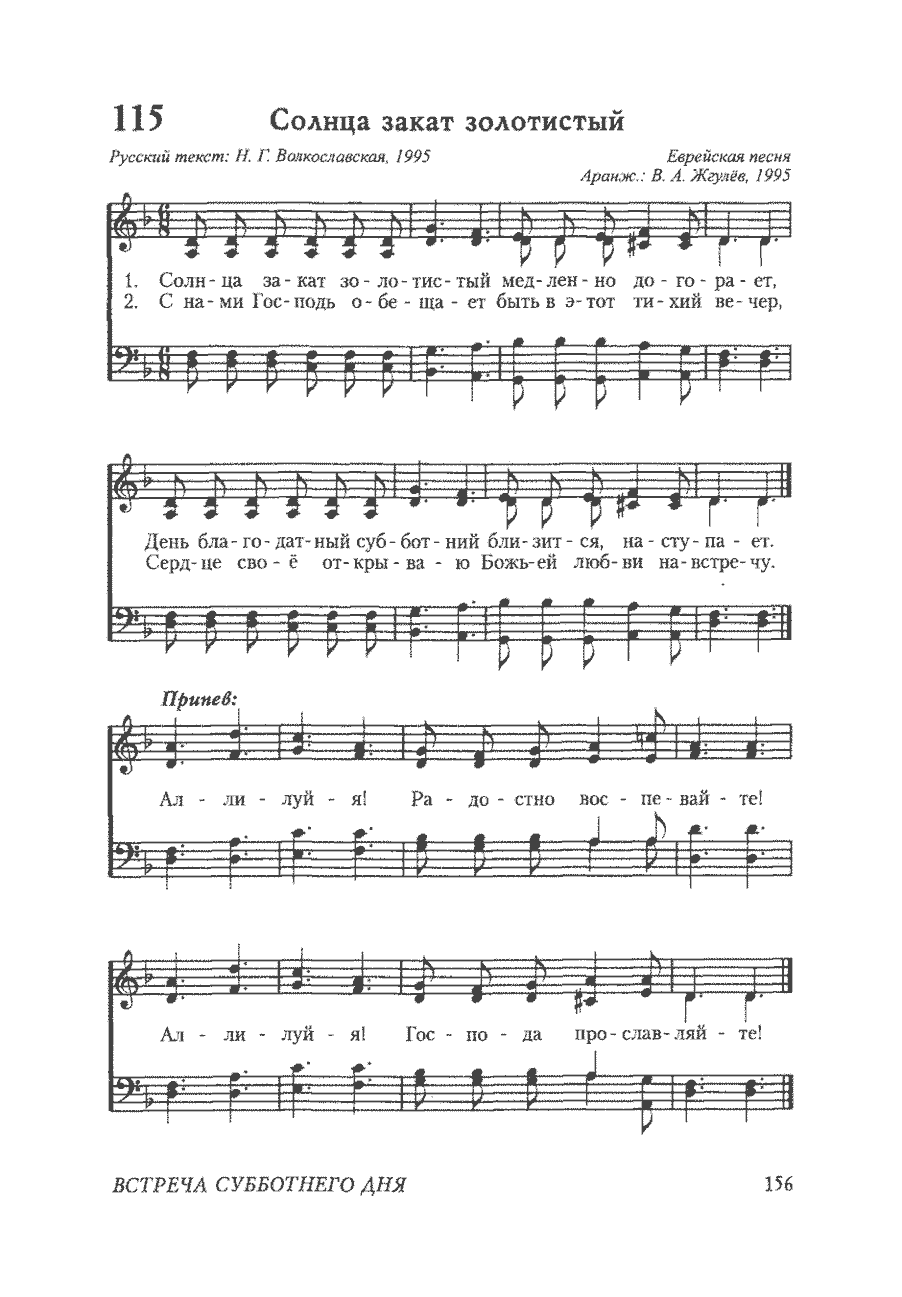 115 Солнца закат золотистый
Русский текст: Н. Г. Волкославская, 1995 Еврейская песня
Аранж.: В. А. Жгулёв, 1995
1. Солн - ца за - кат зо - ло - тис - тый мед - лен - но до - го - ра - ет,
2. С на - ми Гос - подь о - бе - ща - ет быть в э - тот ти - хий ве - чер,
День бла - го - дат - ный суб - бот - ний бли - зит - ся, на - сту - па - ет.
Серд - це сво - ё от - кры - ва - ю Божь - ей люб - ви на - встре - чу.
Припев:
Ал - ли - луй - я! Ра - до - стно вос - пе - вай - те!
Ал - ли - луй - я! Гос - по - да про - слав - ляй - те!
ВСТРЕЧА СУББОТНЕГО ДНЯ 156